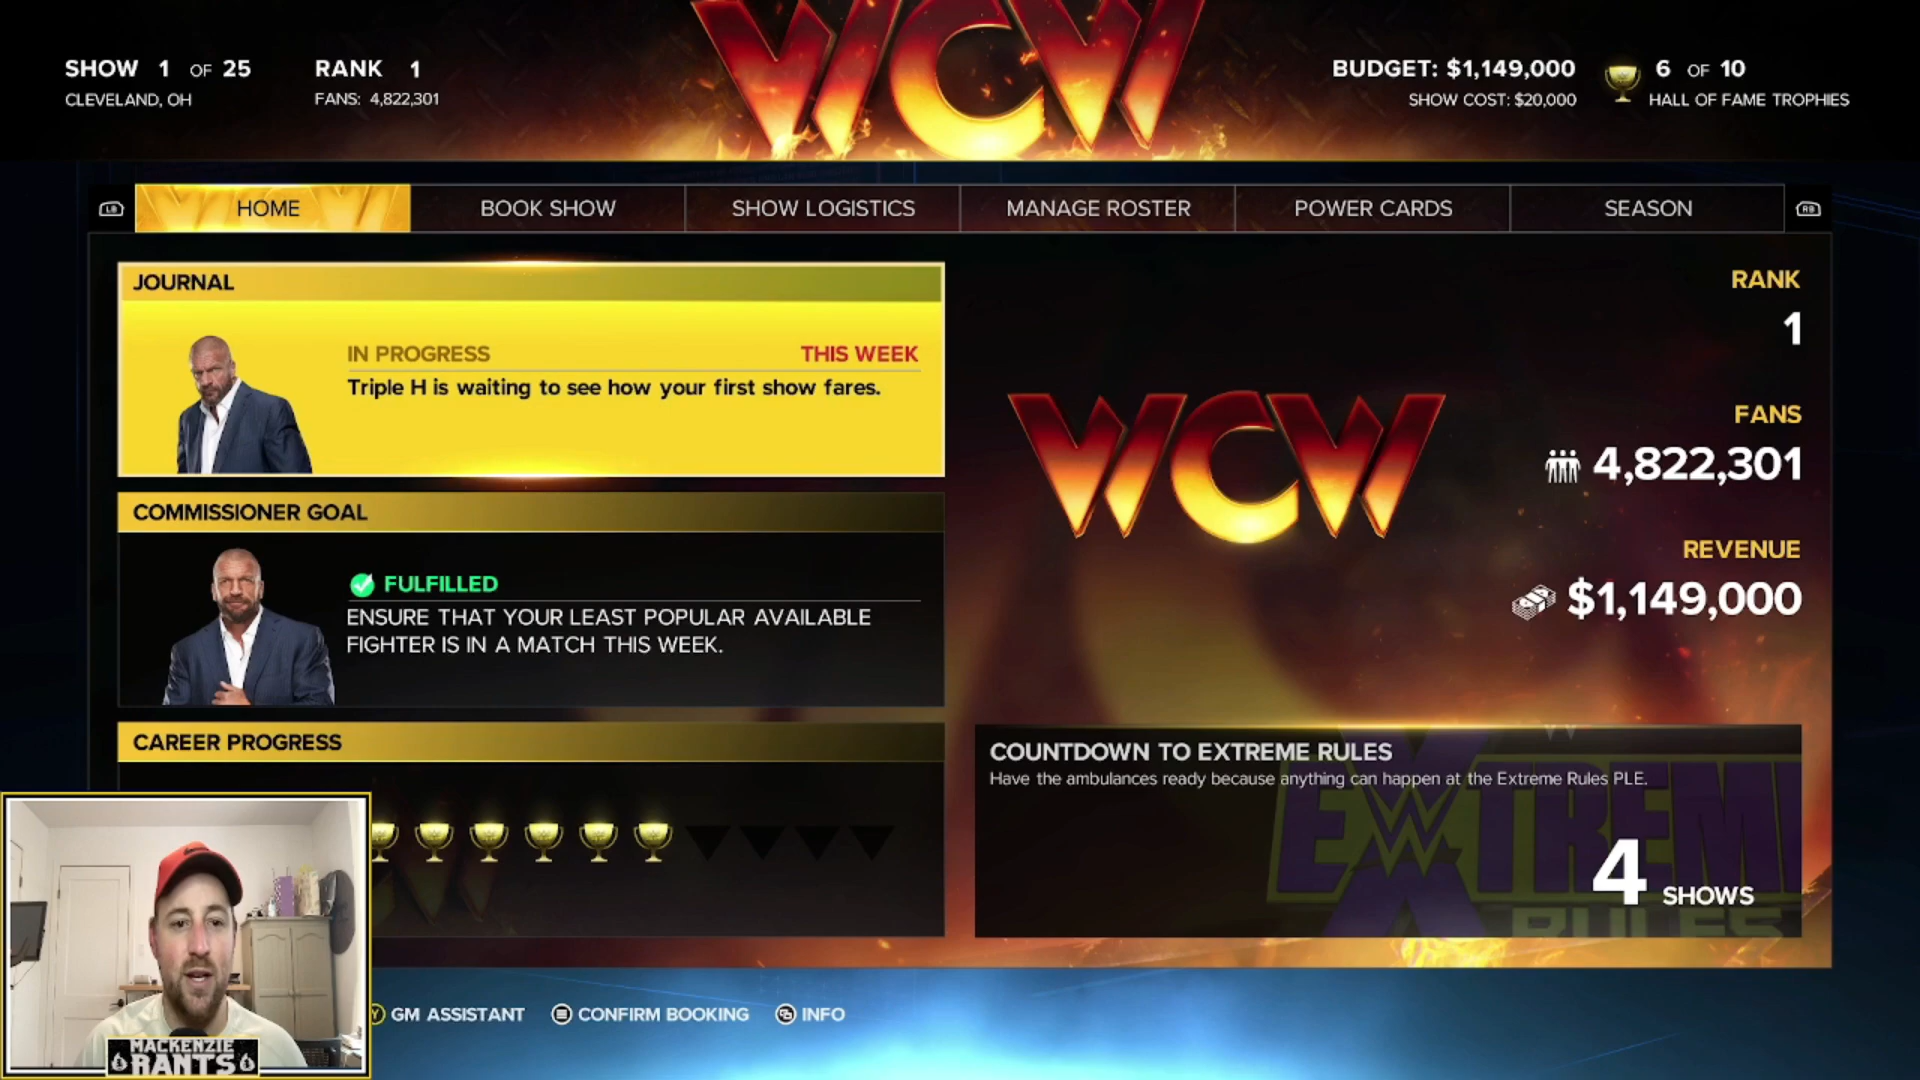 SHOW 1 OF 25
CLEVELAND, OH
RANK 1
FANS: 4,822,301
WCW
BUDGET: $1,149,000
SHOW COST: $20,000
6 OF 10
HALL OF FAME TROPHIES
LB
HOME
BOOK SHOW
SHOW LOGISTICS
MANAGE ROSTER
POWER CARDS
SEASON
RB
JOURNAL
IN PROGRESS
THIS WEEK
Triple H is waiting to see how your first show fares.
COMMISSIONER GOAL
FULFILLED
ENSURE THAT YOUR LEAST POPULAR AVAILABLE
FIGHTER IS IN A MATCH THIS WEEK.
CAREER PROGRESS
WCW
RANK
1
FANS
4,822,301
REVENUE
$1,149,000
COUNTDOWN TO EXTREME RULES
Have the ambulances ready because anything can happen at the Extreme Rules PLE.
EXTREME
RULES
4 SHOWS
Y GM ASSISTANT
CONFIRM BOOKING
INFO
MACKENZIE
RANTS